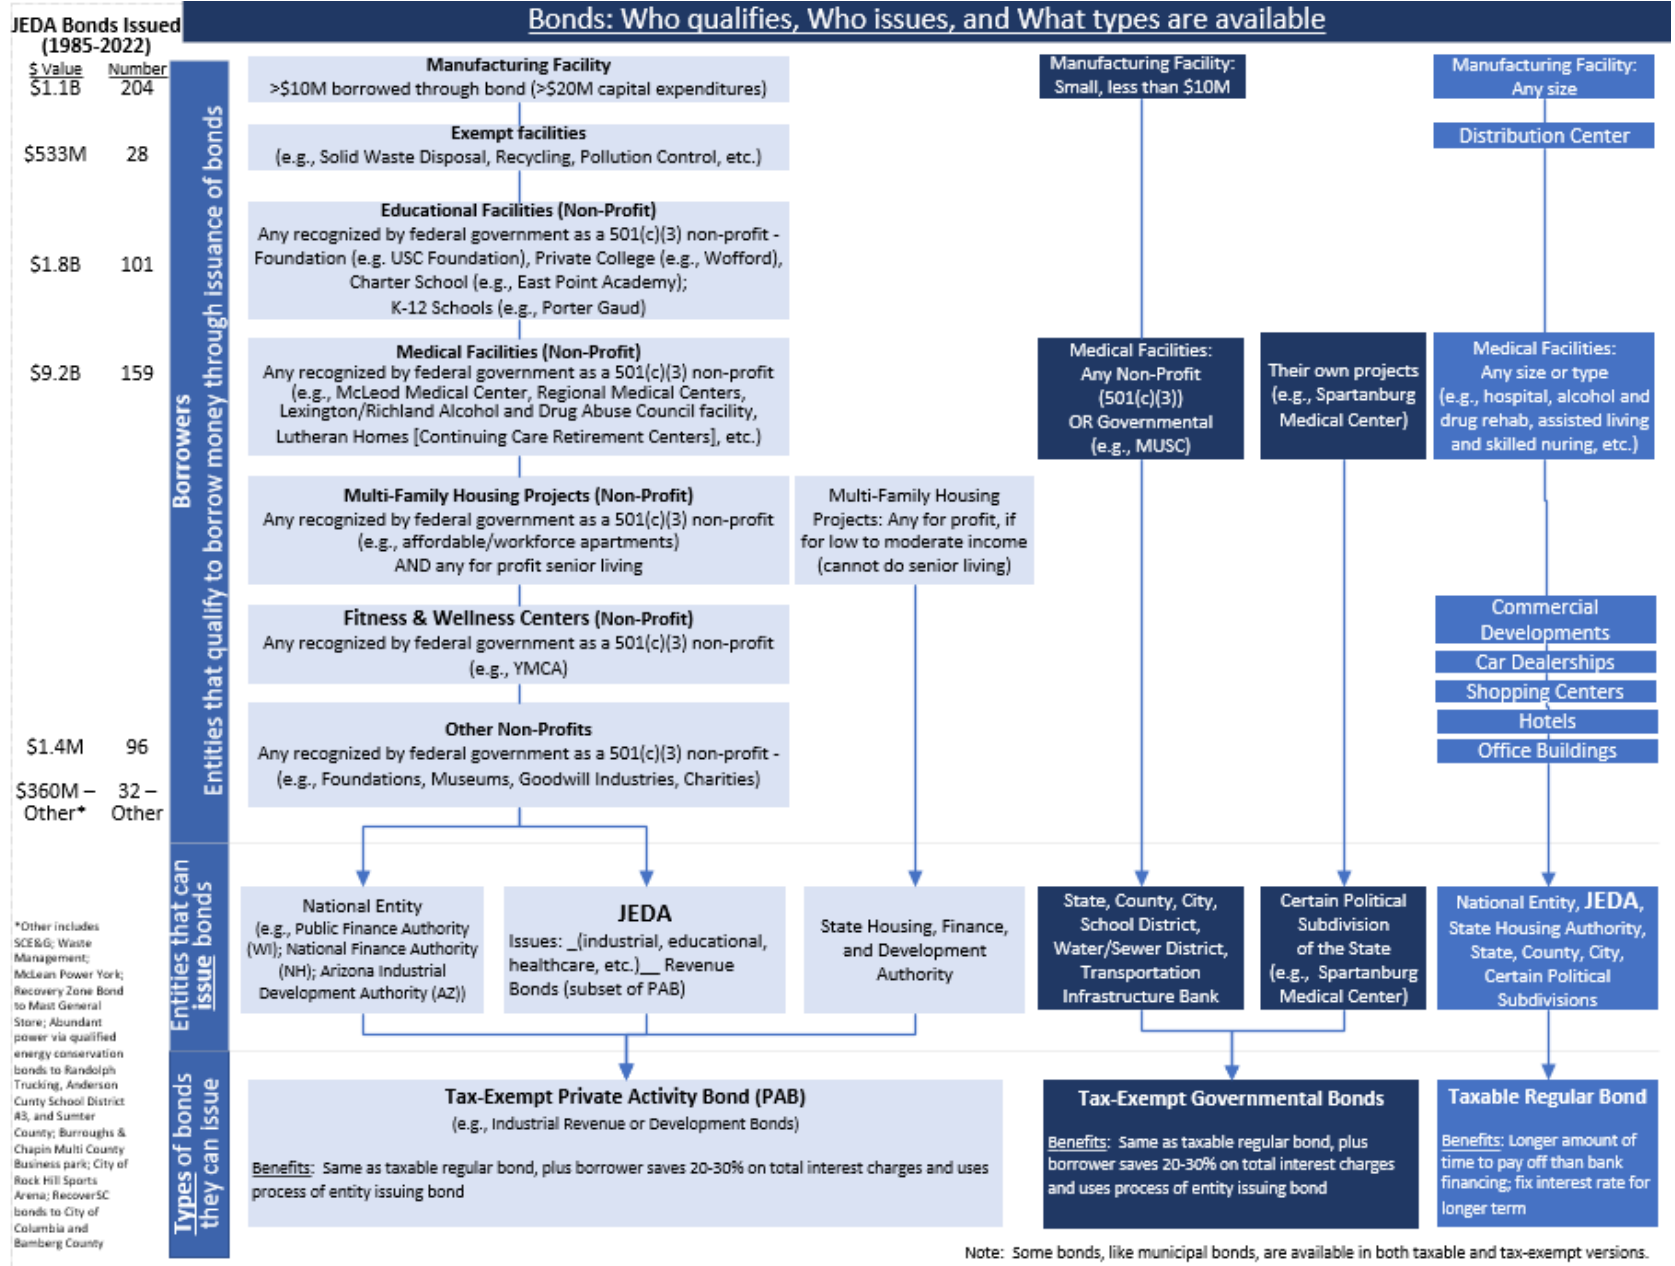 JEDA Bonds Issued
(1985-2022)
$ Value
Number
Bonds: Who qualifies, Who issues, and What types are available
$1.1B
204
$533M
28
$1.8B
101
$9.2B
159
$1.4M
96
$360M –
Other*
32 –
Other
Borrowers
Entities that qualify to borrow money through issuance of bonds
Manufacturing Facility
>$10M borrowed through bond (>$20M capital expenditures)
Exempt facilities
(e.g., Solid Waste Disposal, Recycling, Pollution Control, etc.)
Educational Facilities (Non-Profit)
Any recognized by federal government as a 501(c)(3) non-profit -
Foundation (e.g. USC Foundation), Private College (e.g., Wofford),
Charter School (e.g., East Point Academy);
K-12 Schools (e.g., Porter Gaud)
Medical Facilities (Non-Profit)
Any recognized by federal government as a 501(c)(3) non-profit
(e.g., McLeod Medical Center, Regional Medical Centers,
Lexington/Richland Alcohol and Drug Abuse Council facility,
Lutheran Homes [Continuing Care Retirement Centers], etc.)
Multi-Family Housing Projects (Non-Profit)
Any recognized by federal government as a 501(c)(3) non-profit
(e.g., affordable/workforce apartments)
AND any for profit senior living
Fitness & Wellness Centers (Non-Profit)
Any recognized by federal government as a 501(c)(3) non-profit
(e.g., YMCA)
Other Non-Profits
Any recognized by federal government as a 501(c)(3) non-profit -
(e.g., Foundations, Museums, Goodwill Industries, Charities)
Multi-Family Housing
Projects: Any for profit, if
for low to moderate income
(cannot do senior living)
Manufacturing Facility:
Small, less than $10M
Medical Facilities:
Any Non-Profit
(501(c)(3))
OR Governmental
(e.g., MUSC)
Their own projects
(e.g., Spartanburg
Medical Center)
Manufacturing Facility:
Any size
Distribution Center
Medical Facilities:
Any size or type
(e.g., hospital, alcohol and
drug rehab, assisted living
and skilled nuring, etc.)
Commercial
Developments
Car Dealerships
Shopping Centers
Hotels
Office Buildings
Entities that can
issue bonds
National Entity
(e.g., Public Finance Authority
(WI); National Finance Authority
(NH); Arizona Industrial
Development Authority (AZ))
JEDA
Issues: _(industrial, educational,
healthcare, etc.)__ Revenue
Bonds (subset of PAB)
State Housing, Finance,
and Development
Authority
State, County, City,
School District,
Water/Sewer District,
Transportation
Infrastructure Bank
Certain Political
Subdivision
of the State
(e.g., Spartanburg
Medical Center)
National Entity, JEDA,
State Housing Authority,
State, County, City,
Certain Political
Subdivisions
Types of bonds
they can issue
Tax-Exempt Private Activity Bond (PAB)
(e.g., Industrial Revenue or Development Bonds)
Benefits: Same as taxable regular bond, plus borrower saves 20-30% on total interest charges and uses
process of entity issuing bond
Tax-Exempt Governmental Bonds
Benefits: Same as taxable regular bond, plus
borrower saves 20-30% on total interest charges
and uses process of entity issuing bond
Taxable Regular Bond
Benefits: Longer amount of
time to pay off than bank
financing; fix interest rate for
longer term
*Other includes
SCE&G; Waste
Management;
McLean Power York;
Recovery Zone Bond
to Mast General
Store; Abundant
power via qualified
energy conservation
bonds to Randolph
Trucking, Anderson
Cunty School District
#3, and Sumter
County; Burroughs &
Chapin Multi County
Business park; City of
Rock Hill Sports
Arena; RecoverSC
bonds to City of
Columbia and
Bamberg County
Note: Some bonds, like municipal bonds, are available in both taxable and tax-exempt versions.